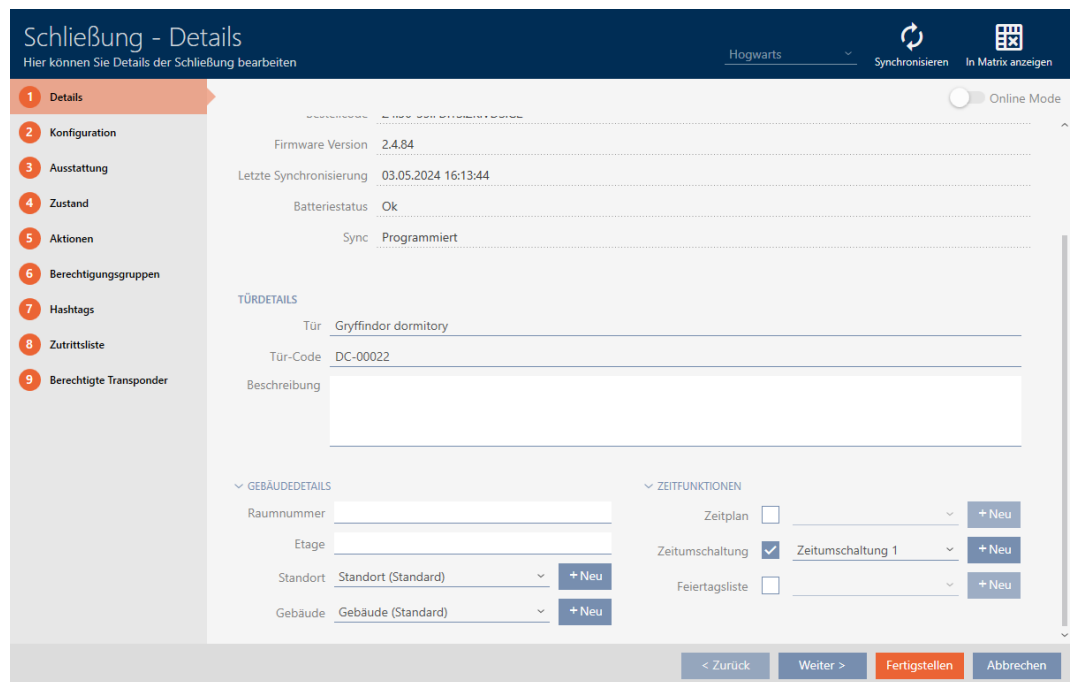 Schließung - Details
Hier können Sie Details der Schließung bearbeiten
Hogwarts
Synchronisieren
In Matrix anzeigen
1 Details
2 Konfiguration
3 Ausstattung
4 Zustand
5 Aktionen
6 Berechtigungsgruppen
7 Hashtags
8 Zutrittsliste
9 Berechtigte Transponder
Online Mode
Firmware Version 2.4.84
Letzte Synchronisierung 03.05.2024 16:13:44
Batteriestatus Ok
Sync Programmiert
TÜRDETAILS
Tür Gryffindor dormitory
Tür-Code DC-00022
Beschreibung
GEBÄUDEDETAILS
Raumnummer
Etage
Standort Standort (Standard) + Neu
Gebäude Gebäude (Standard) + Neu
ZEITFUNKTIONEN
Zeitplan + Neu
Zeitumschaltung Zeitumschaltung 1 + Neu
Feiertagsliste + Neu
< Zurück
Weiter >
Fertigstellen
Abbrechen